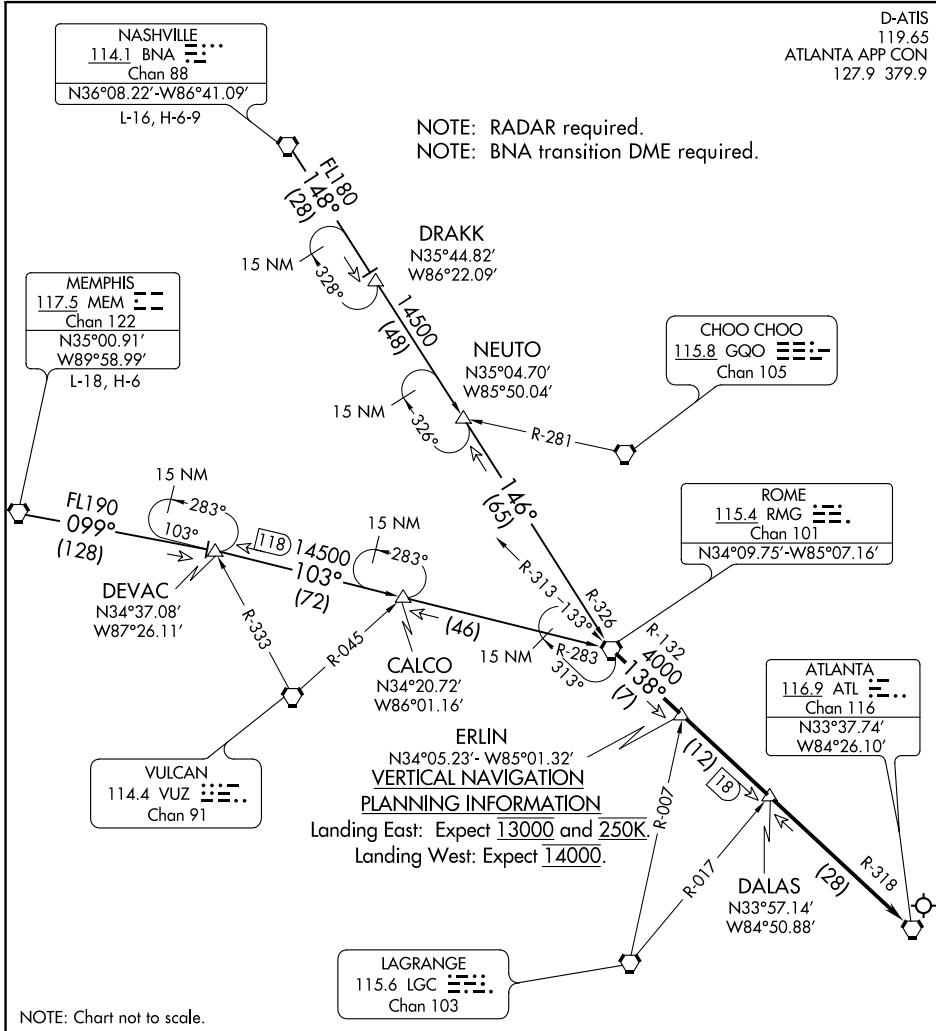 D-ATIS
119.65
ATLANTA APP CON
127.9 379.9
NASHVILLE
114.1 BNA
Chan 88
N36°08.22′-W86°41.09′
L-16, H-6-9
NOTE: RADAR required.
NOTE: BNA transition DME required.
FL180
148°
(28)
15 NM
328°
DRAKK
N35°44.82′
W86°22.09′
14500
(48)
MEMPHIS
117.5 MEM
Chan 122
N35°00.91′
W89°58.99′
L-18, H-6
NEUTO
N35°04.70′
W85°50.04′
15 NM
326°
CHOO CHOO
115.8 GQO
Chan 105
R-281
146°
(65)
ROME
115.4 RMG
Chan 101
N34°09.75′-W85°07.16′
15 NM
283°
103°
FL190
099°
(128)
118
14500
103°
(72)
15 NM
283°
DEVAC
N34°37.08′
W87°26.11′
R-333
R-045
CALCO
N34°20.72′
W86°01.16′
(46)
R-313 -133°
R-326
15 NM
R-283
313°
R-132
4000
138°
(7)
ATLANTA
116.9 ATL
Chan 116
N33°37.74′
W84°26.10′
VULCAN
114.4 VUZ
Chan 91
ERLIN
N34°05.23′- W85°01.32′
(12)
18
VERTICAL NAVIGATION
PLANNING INFORMATION
Landing East: Expect 13000 and 250K.
Landing West: Expect 14000.
R-007
R-017
DALAS
N33°57.14′
W84°50.88′
(28)
R-318
LAGRANGE
115.6 LGC
Chan 103
NOTE: Chart not to scale.